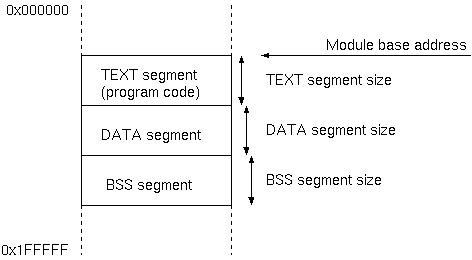 0x000000
Module base address
TEXT segment
(program code)
TEXT segment size
DATA segment
DATA segment size
BSS segment
BSS segment size
0x1FFFFF